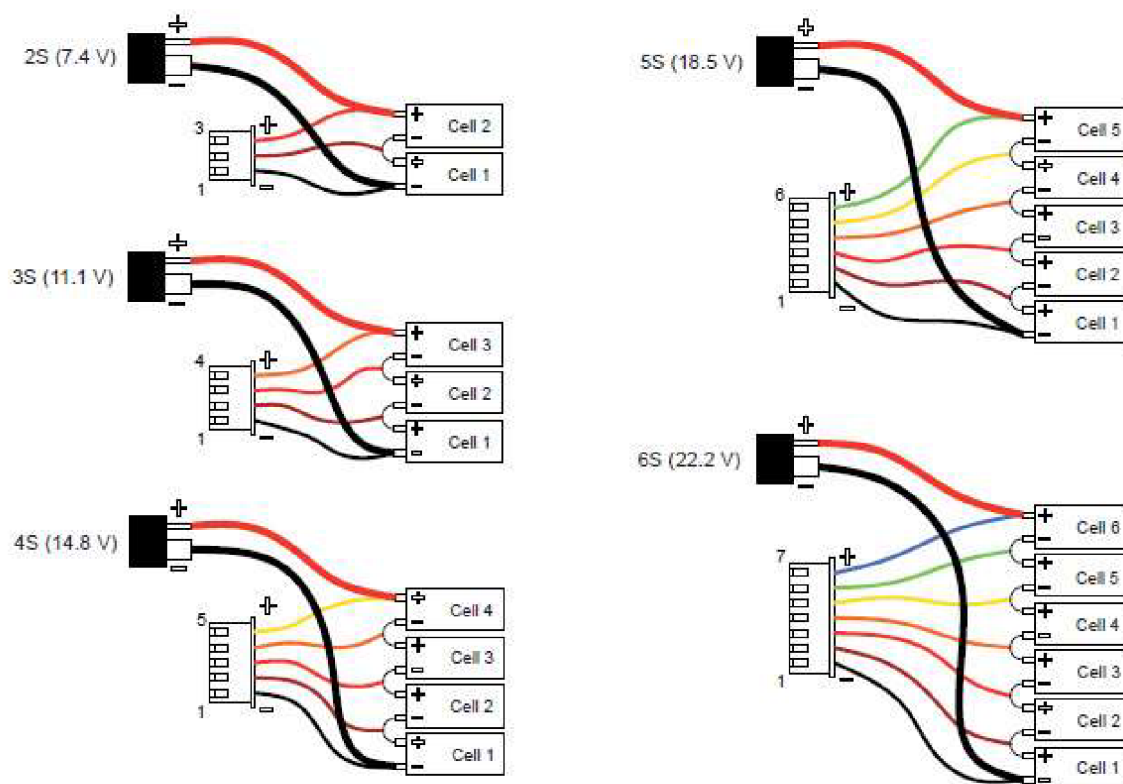 2S (7.4 V)
+
−
3
+
1
−
+
−
Cell 2
+
−
Cell 1
3S (11.1 V)
+
−
4
+
1
−
+
−
Cell 3
+
−
Cell 2
+
−
Cell 1
4S (14.8 V)
+
−
5
+
1
−
+
−
Cell 4
+
−
Cell 3
+
−
Cell 2
+
−
Cell 1
5S (18.5 V)
+
−
6
+
1
−
+
−
Cell 5
+
−
Cell 4
+
−
Cell 3
+
−
Cell 2
+
−
Cell 1
6S (22.2 V)
+
−
7
+
1
−
+
−
Cell 6
+
−
Cell 5
+
−
Cell 4
+
−
Cell 3
+
−
Cell 2
+
−
Cell 1